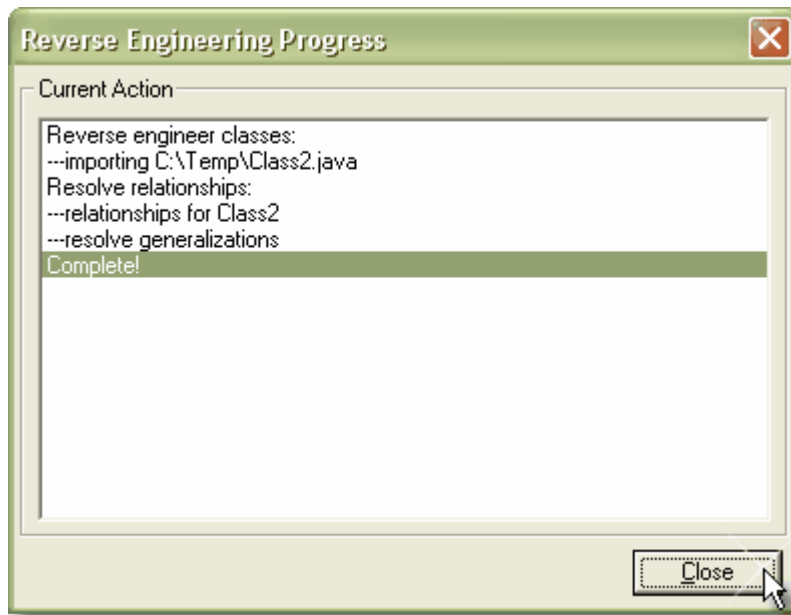 Reverse Engineering Progress
Current Action
Reverse engineer classes:
---importing C:\Temp\Class2.java
Resolve relationships:
---relationships for Class2
---resolve generalizations
Complete!
Close